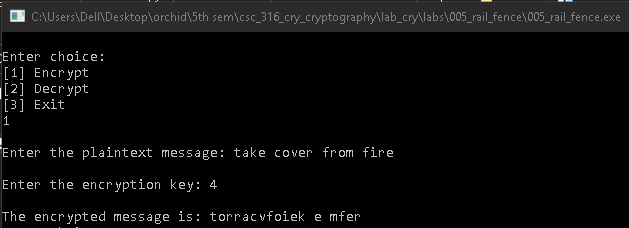 C:\Users\Dell\Desktop\orchid\5th sem\csc_316_cry_cryptography\lab_cry\labs\005_rail_fence\005_rail_fence.exe
Enter choice:
[1] Encrypt
[2] Decrypt
[3] Exit
1
Enter the plaintext message: take cover from fire
Enter the encryption key: 4
The encrypted message is: torracvfoiek e mfer